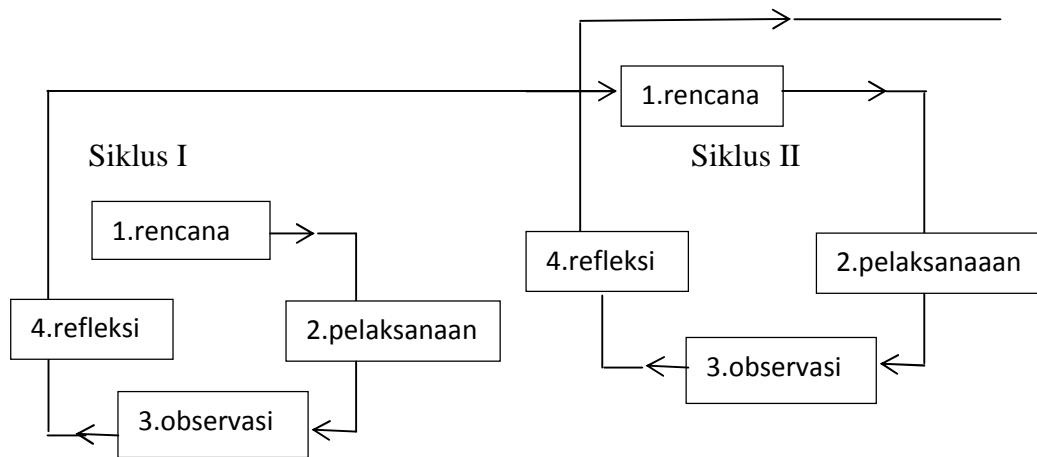 Siklus I
1.rencana
2.pelaksanaan
3.observasi
4.refleksi
Siklus II
1.rencana
2.pelaksanaaan
3.observasi
4.refleksi